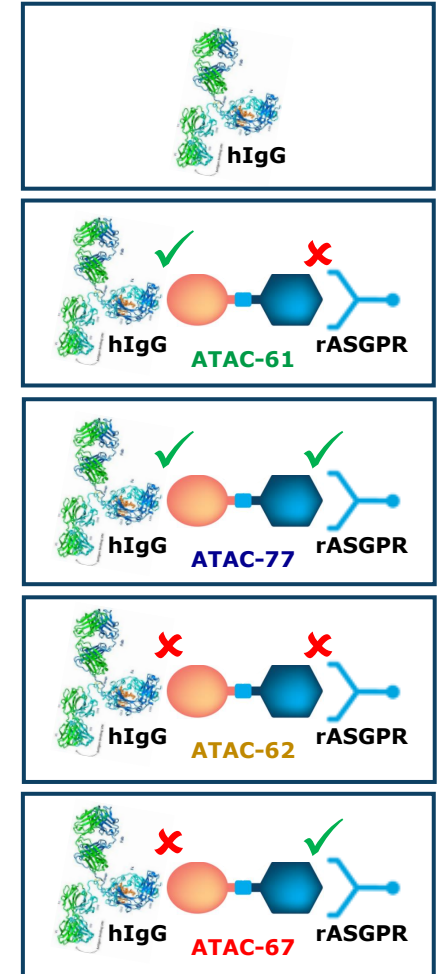 hIgG
hIgG rASGPR
ATAC-61
hIgG rASGPR
ATAC-77
hIgG rASGPR
ATAC-62
hIgG rASGPR
ATAC-67